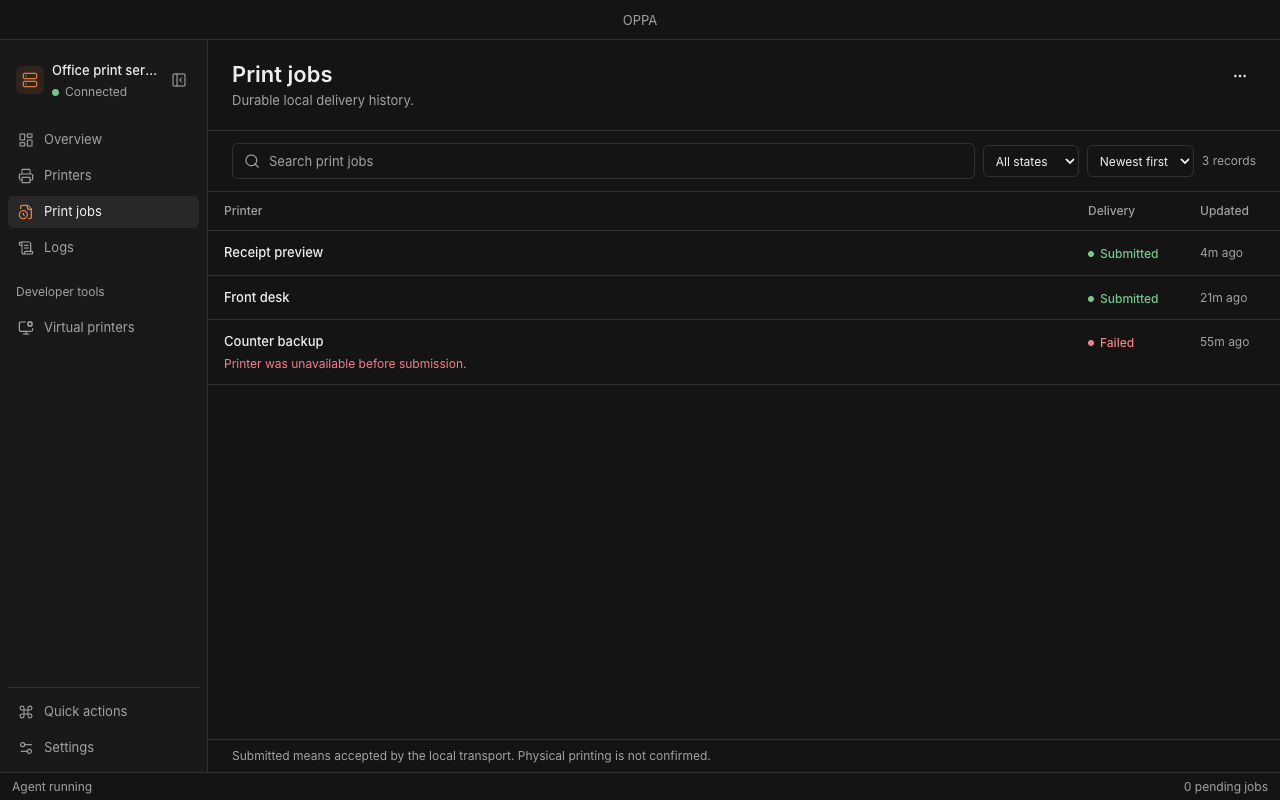 OPPA
Office print ser...
Connected
Overview
Printers
Print jobs
Logs
Developer tools
Virtual printers
Quick actions
Settings
Print jobs
Durable local delivery history.
Search print jobs
All states
Newest first
3 records
Printer
Delivery
Updated
Receipt preview
Submitted
4m ago
Front desk
Submitted
21m ago
Counter backup
Failed
55m ago
Printer was unavailable before submission.
Submitted means accepted by the local transport. Physical printing is not confirmed.
Agent running
0 pending jobs